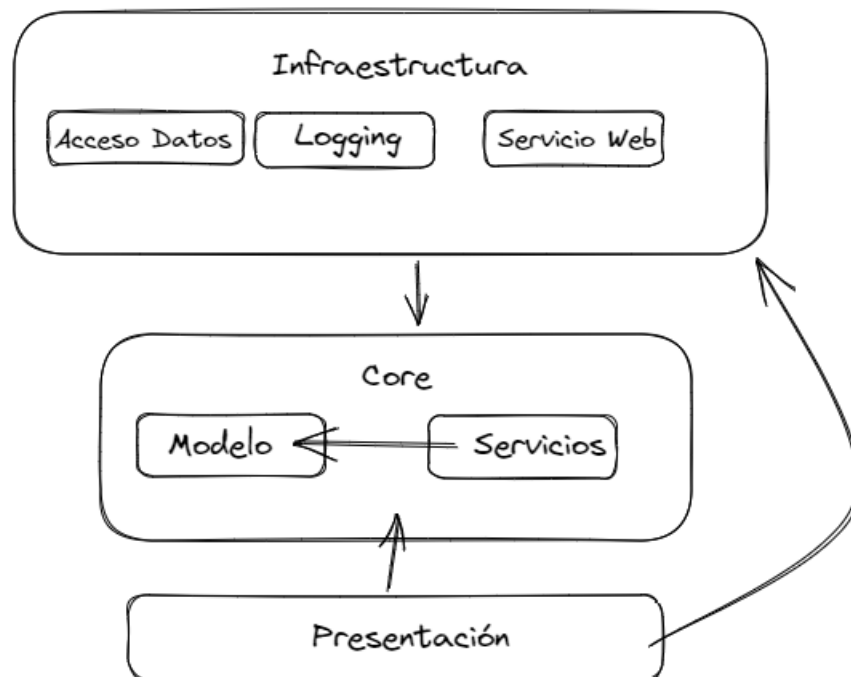 Infraestructura
Acceso Datos
Logging
Servicio Web
Core
Modelo
Servicios
Presentación